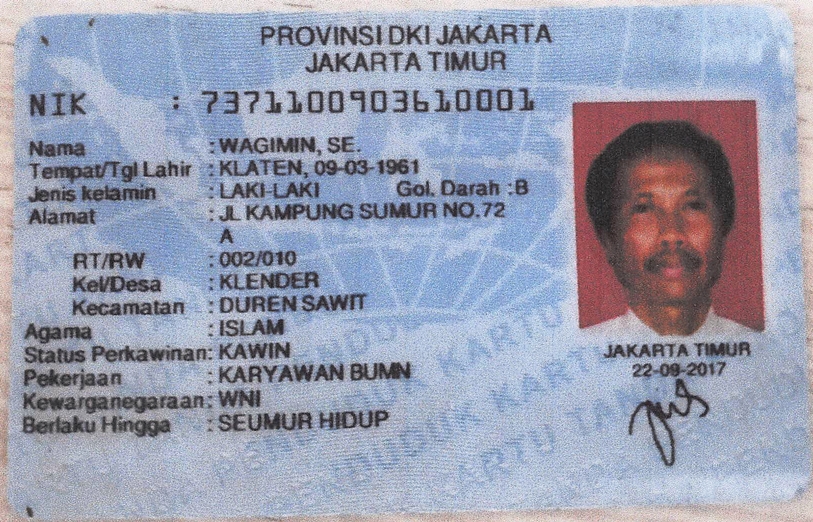 PROVINSI DKI JAKARTA
JAKARTA TIMUR
NIK : 7371100903610001
Nama : WAGIMIN, SE.
Tempat/Tgl Lahir : KLATEN, 09-03-1961
Jenis kelamin : LAKI-LAKI Gol. Darah : B
Alamat : JL KAMPUNG SUMUR NO.72
A
RT/RW : 002/010
Kel/Desa : KLENDER
Kecamatan : DUREN SAWIT
Agama : ISLAM
Status Perkawinan: KAWIN
Pekerjaan : KARYAWAN BUMN
Kewarganegaraan: WNI
Berlaku Hingga : SEUMUR HIDUP
JAKARTA TIMUR
22-09-2017